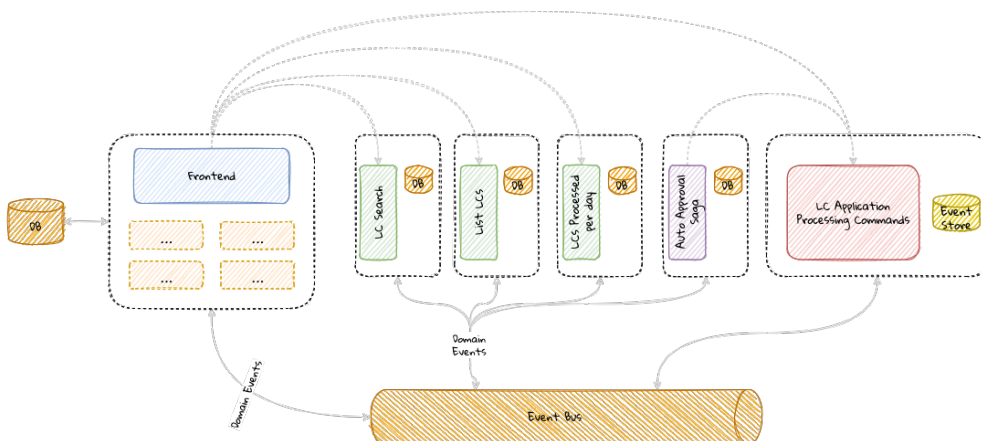 Frontend
DB
...
...
...
...
LC Search
DB
List LCs
DB
LCs Processed
per day
DB
Auto Approval
Saga
DB
LC Application
Processing Commands
Event
Store
Domain
Events
Domain Events
Event Bus